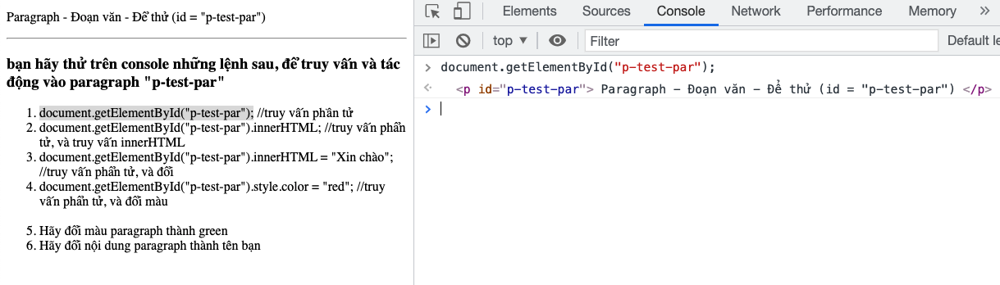 Paragraph - Đoạn văn - Để thử (id = "p-test-par")
bạn hãy thử trên console những lệnh sau, để truy vấn và tác
động vào paragraph "p-test-par"
1. document.getElementById("p-test-par"); //truy vấn phần tử
2. document.getElementById("p-test-par").innerHTML; //truy vấn phần
tử, và truy vấn innerHTML
3. document.getElementById("p-test-par").innerHTML = "Xin chào";
//truy vấn phần tử, và đổi
4. document.getElementById("p-test-par").style.color = "red"; //truy
vấn phần tử, và đổi màu
5. Hãy đổi màu paragraph thành green
6. Hãy đổi nội dung paragraph thành tên bạn
Elements Sources Console Network Performance Memory »
top ▼ Filter Default le
> document.getElementById("p-test-par");
<p id="p-test-par"> Paragraph - Đoạn văn - Để thử (id = "p-test-par") </p>
>